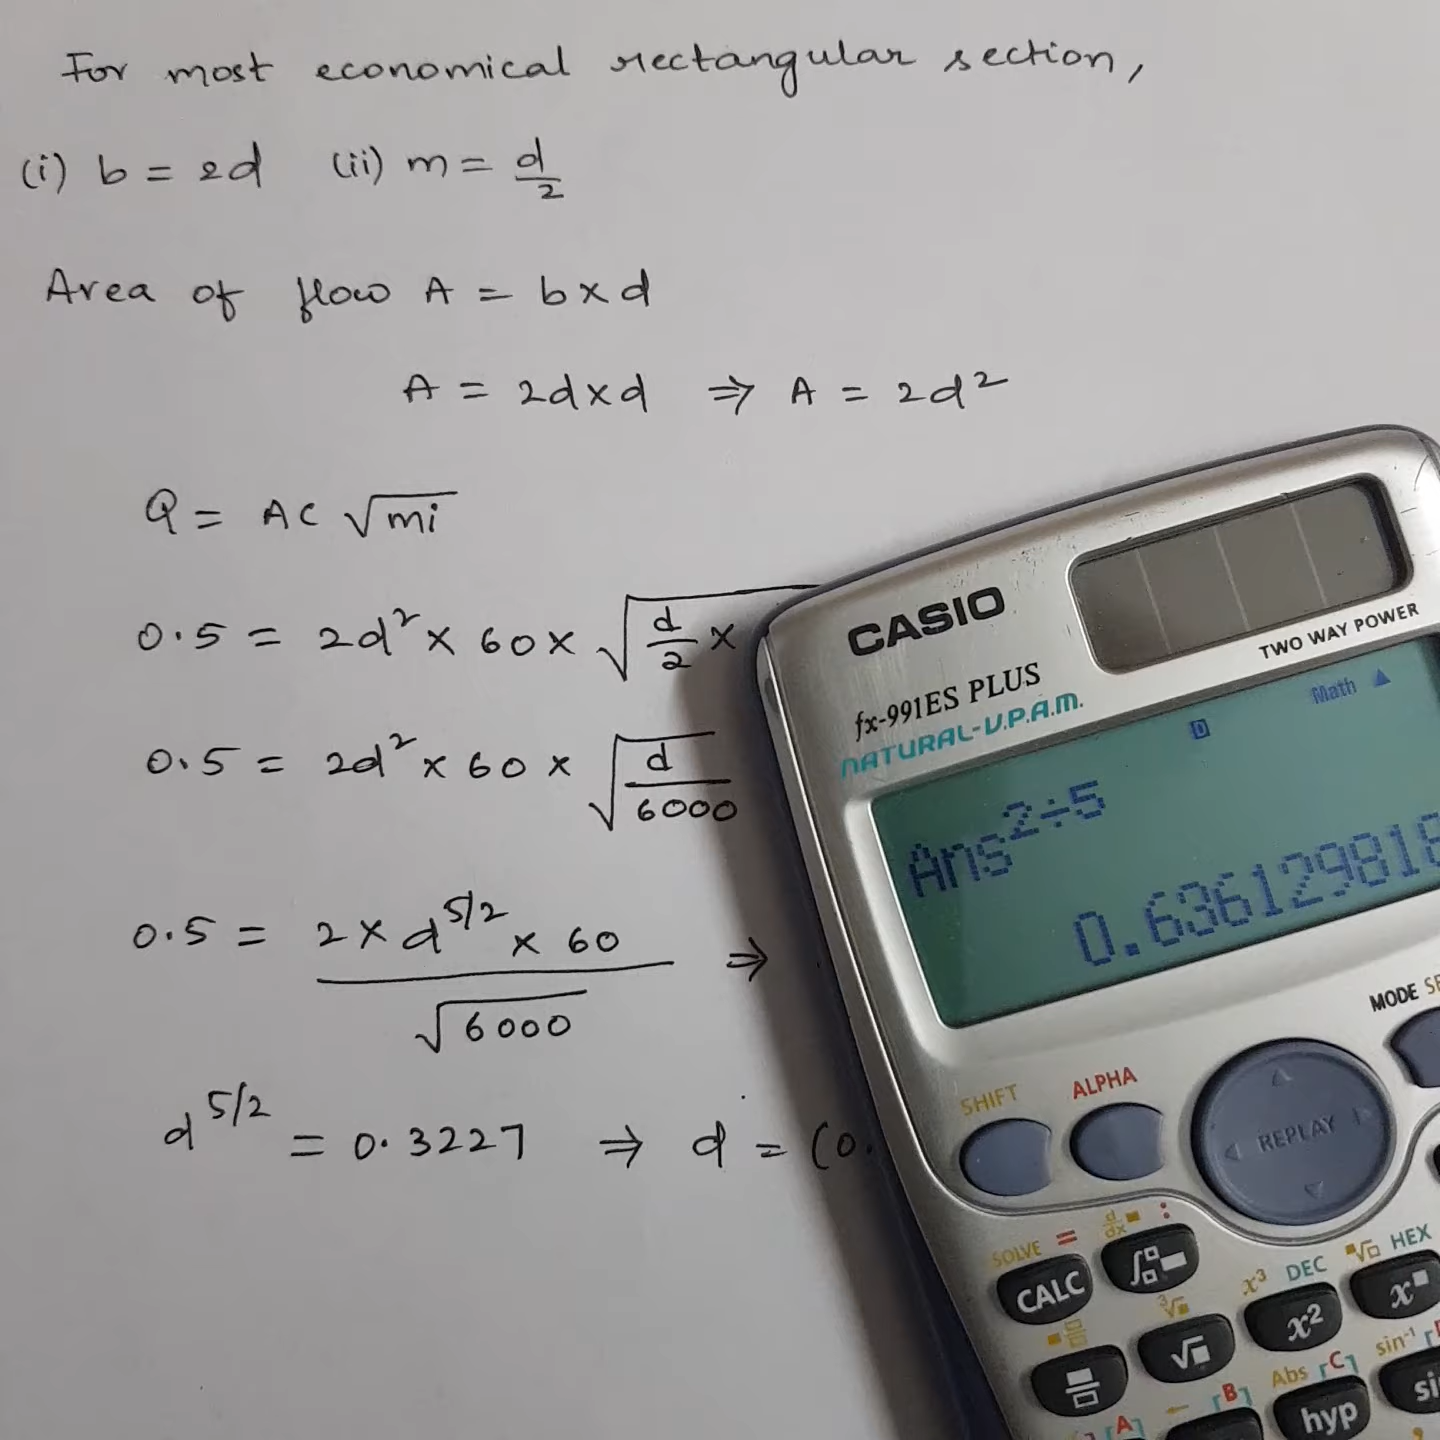 For most economical rectangular section,
(i) b = 2d (ii) m = d/2
Area of flow A = b x d
A = 2d x d ⇒ A = 2d²
Q = AC √mi
0.5 = 2d² x 60 x √(d/2 x
0.5 = 2d² x 60 x √(d/6000)
0.5 = (2 x d^5/2 x 60)/√6000 ⇒
d^5/2 = 0.3227 ⇒ d = (0.
CASIO
TWO WAY POWER
fx-991ES PLUS
NATURAL-V.P.A.M.
D Math ▲
Ans^2÷5
0.636129818
MODE
SHIFT ALPHA
REPLAY
SOLVE = d/dx :
CALC ∫
x³ DEC HEX
x² x
√
Abs [C] sin⁻¹
[A] ← [B]
hyp